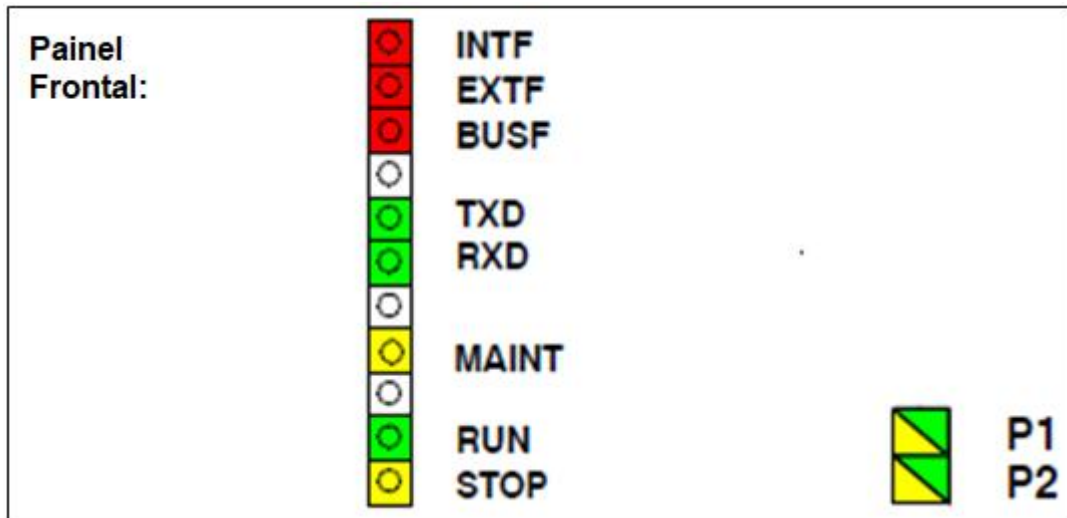 Painel
Frontal:
INTF
EXTF
BUSF
TXD
RXD
MAINT
RUN
STOP
P1
P2